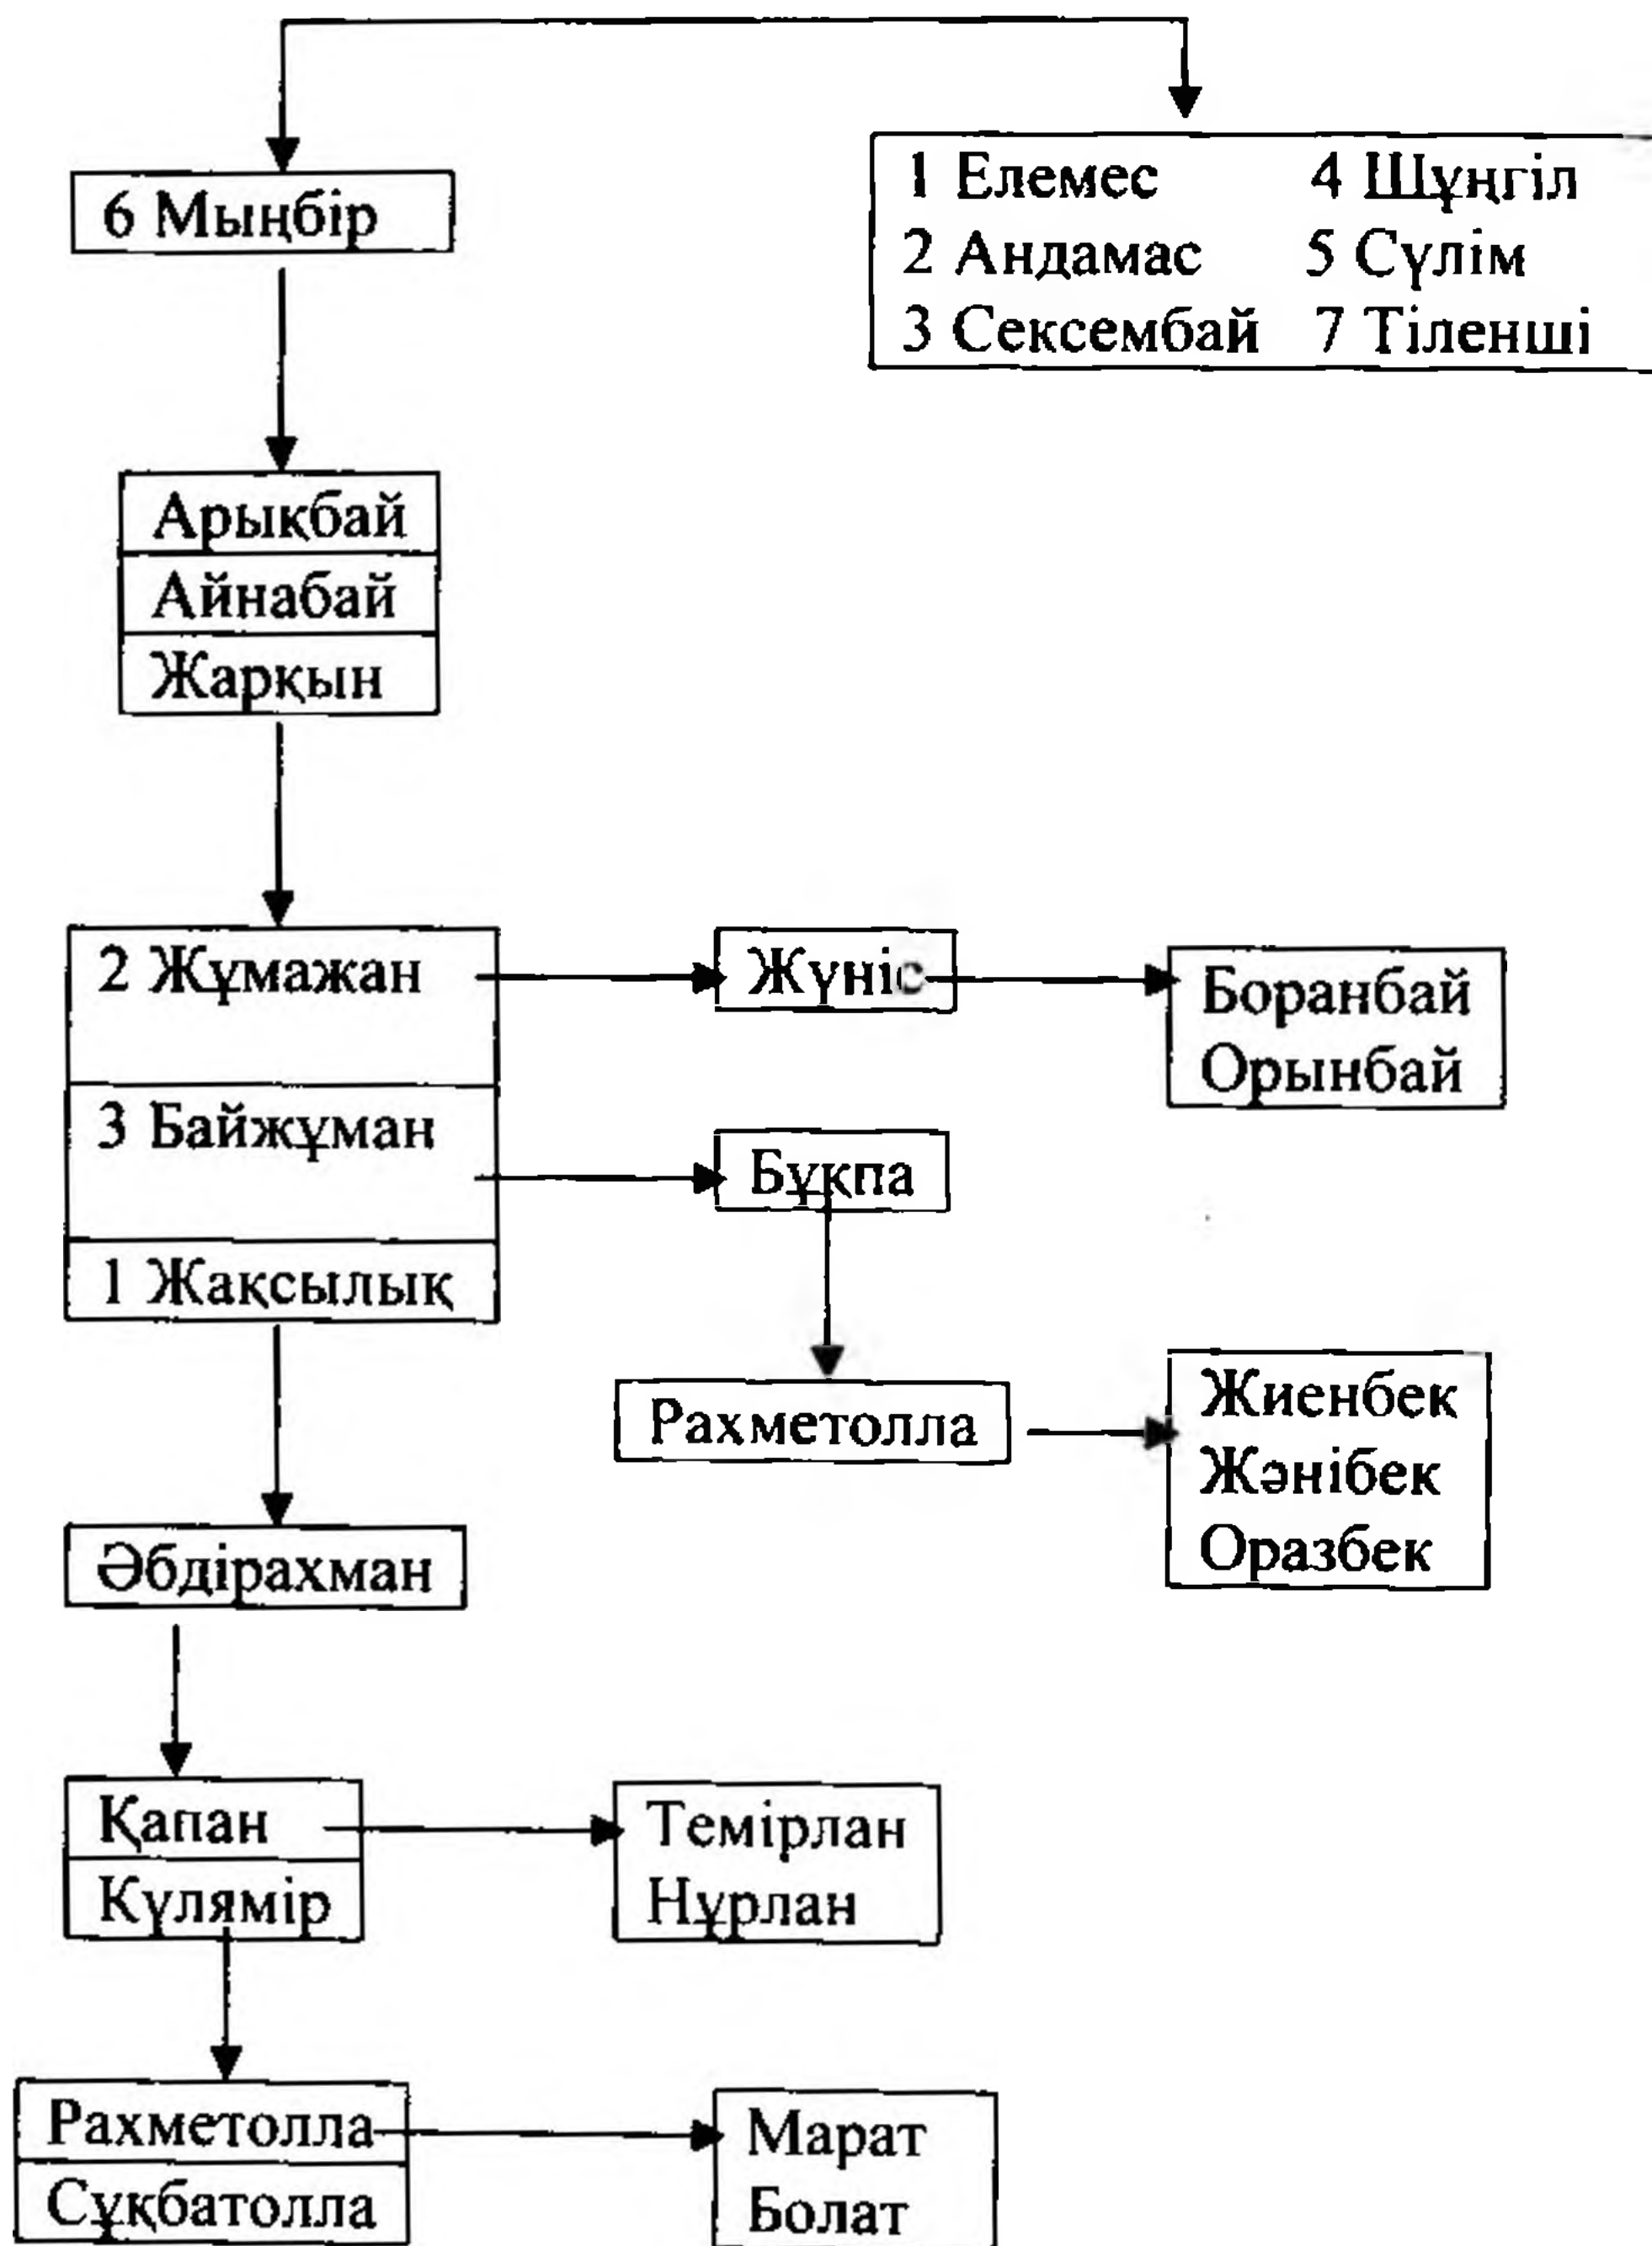 6 Мыңбір
1 Елемес 4 Шұңгіл
2 Андамас 5 Сүлім
3 Сексембай 7 Тіленші
Арықбай
Айнабай
Жарқын
2 Жұмажан
Жүніс
Боранбай
Орынбай
3 Байжұман
Бұқпа
1 Жақсылық
Рахметолла
Жиенбек
Жәнібек
Оразбек
Әбдірахман
Қапан
Күлямір
Темірлан
Нұрлан
Рахметолла
Сұқбатолла
Марат
Болат